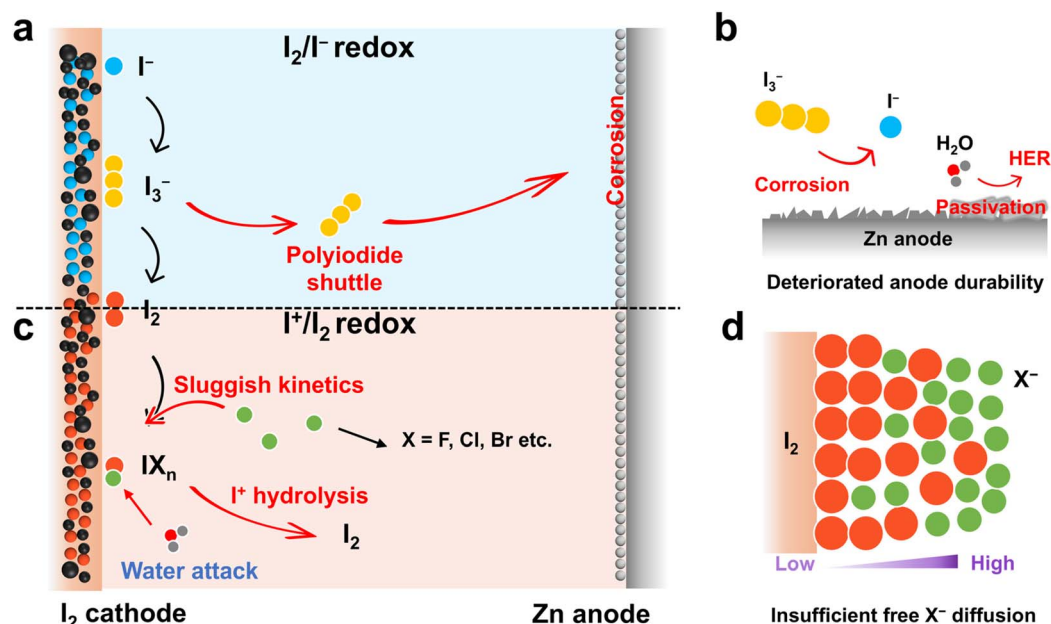 a
I₂/I⁻ redox
I⁻
I₃⁻
Polyiodide
shuttle
Corrosion
I₂
b
I₃⁻
I⁻
H₂O
HER
Corrosion
Passivation
Zn anode
Deteriorated anode durability
c
I⁺/I₂ redox
Sluggish kinetics
X = F, Cl, Br etc.
IXₙ
I⁺ hydrolysis
I₂
Water attack
I₂ cathode
Zn anode
d
X⁻
I₂
Low
High
Insufficient free X⁻ diffusion